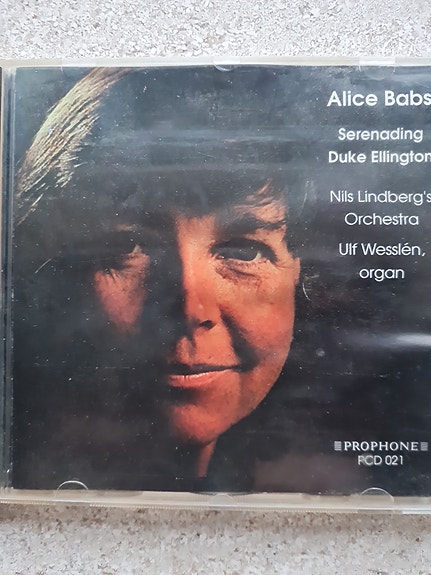 Alice Babs
Serenading
Duke Ellington
Nils Lindberg's
Orchestra
Ulf Wesslén,
organ
PROPHONE
PCD 021